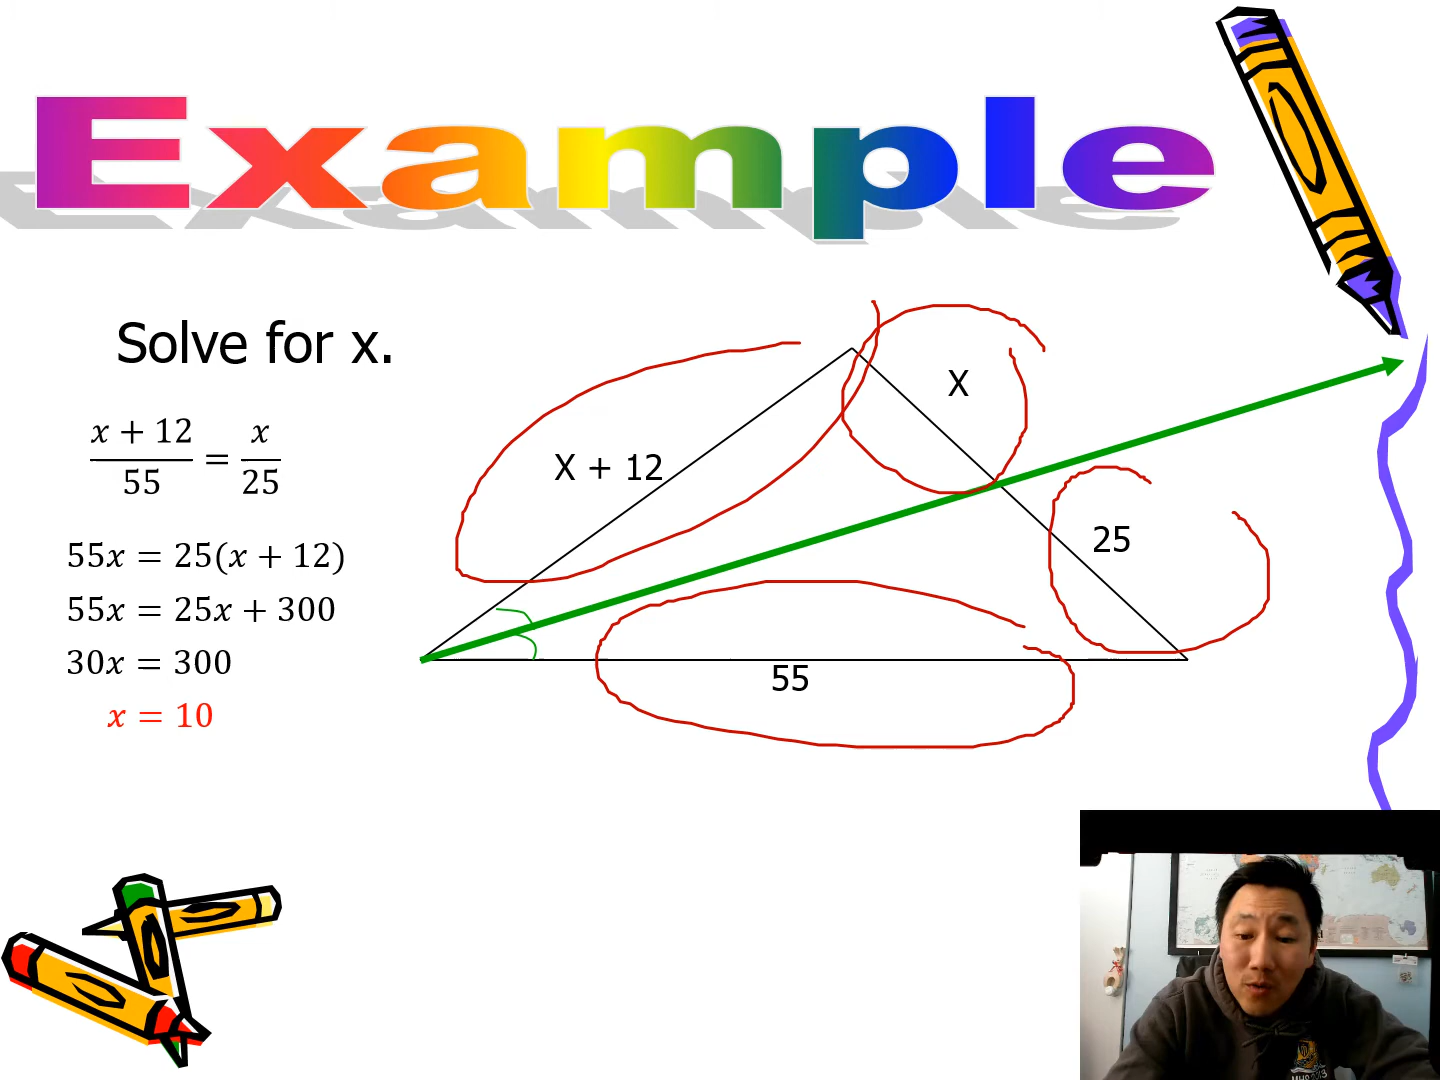 Example
Solve for x.
x + 12 / 55 = x / 25
55x = 25(x + 12)
55x = 25x + 300
30x = 300
x = 10
X + 12
X
25
55